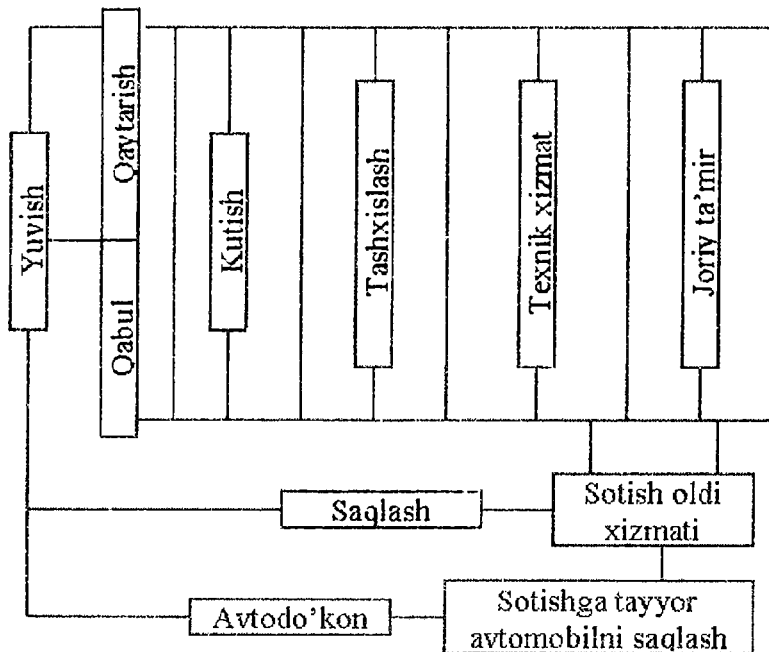 Yuvish
Qaytarish
Qabul
Kutish
Tashxislash
Texnik xizmat
Joriy ta'mir
Saqlash
Sotish oldi
xizmati
Avtodo'kon
Sotishga tayyor
avtomobilni saqlash